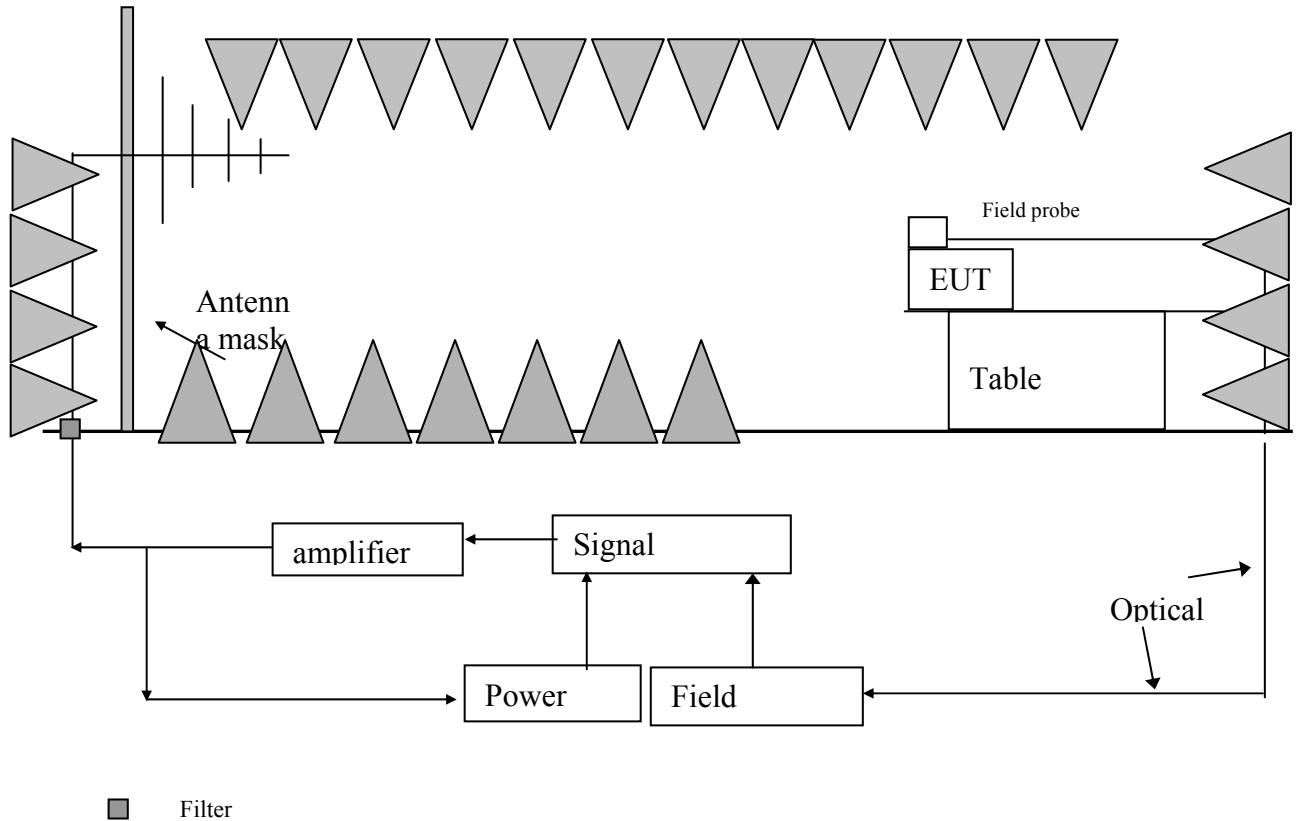 Field probe
EUT
Antenn
a mask
Table
amplifier
Signal
Optical
Power
Field
Filter